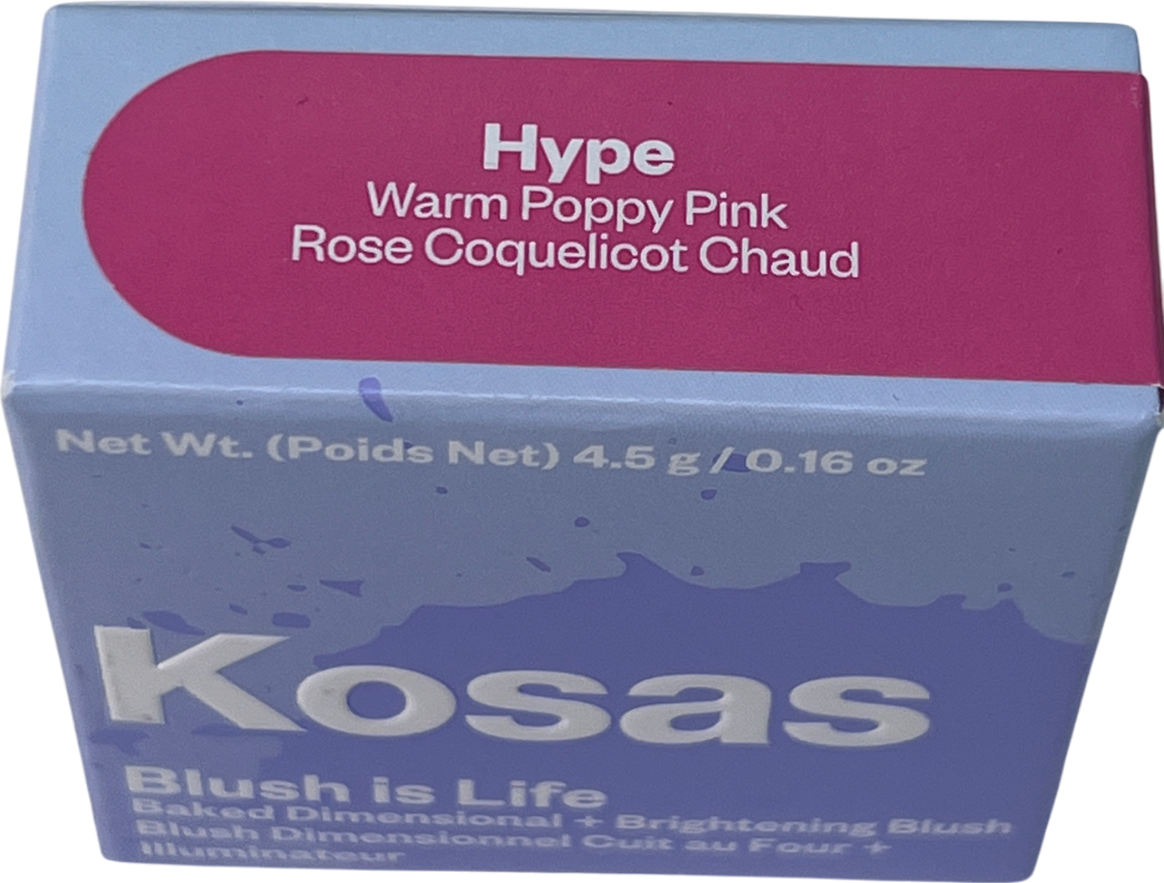 Hype
Warm Poppy Pink
Rose Coquelicot Chaud
Net Wt. (Poids Net) 4.5 g / 0.16 oz
Kosas
Blush is Life
Baked Dimensional + Brightening Blush
Blush Dimensionnel Cuit au Four +
Illuminateur